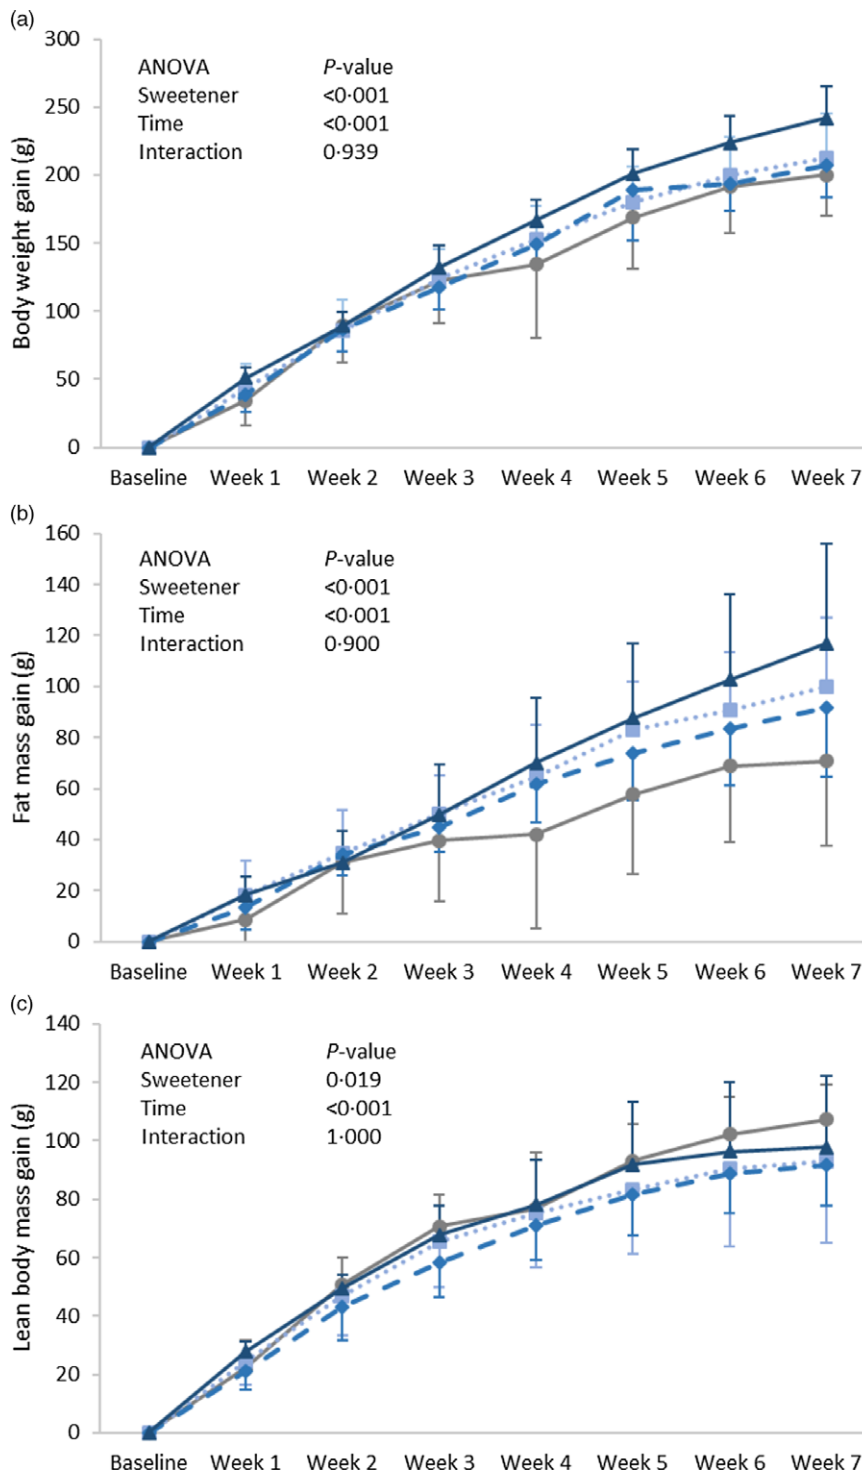 (a)
300
250
200
150
100
50
0
Body weight gain (g)
ANOVA P-value
Sweetener <0·001
Time <0·001
Interaction 0·939
Baseline Week 1 Week 2 Week 3 Week 4 Week 5 Week 6 Week 7
(b)
160
140
120
100
80
60
40
20
0
Fat mass gain (g)
ANOVA P-value
Sweetener <0·001
Time <0·001
Interaction 0·900
Baseline Week 1 Week 2 Week 3 Week 4 Week 5 Week 6 Week 7
(c)
140
120
100
80
60
40
20
0
Lean body mass gain (g)
ANOVA P-value
Sweetener 0·019
Time <0·001
Interaction 1·000
Baseline Week 1 Week 2 Week 3 Week 4 Week 5 Week 6 Week 7